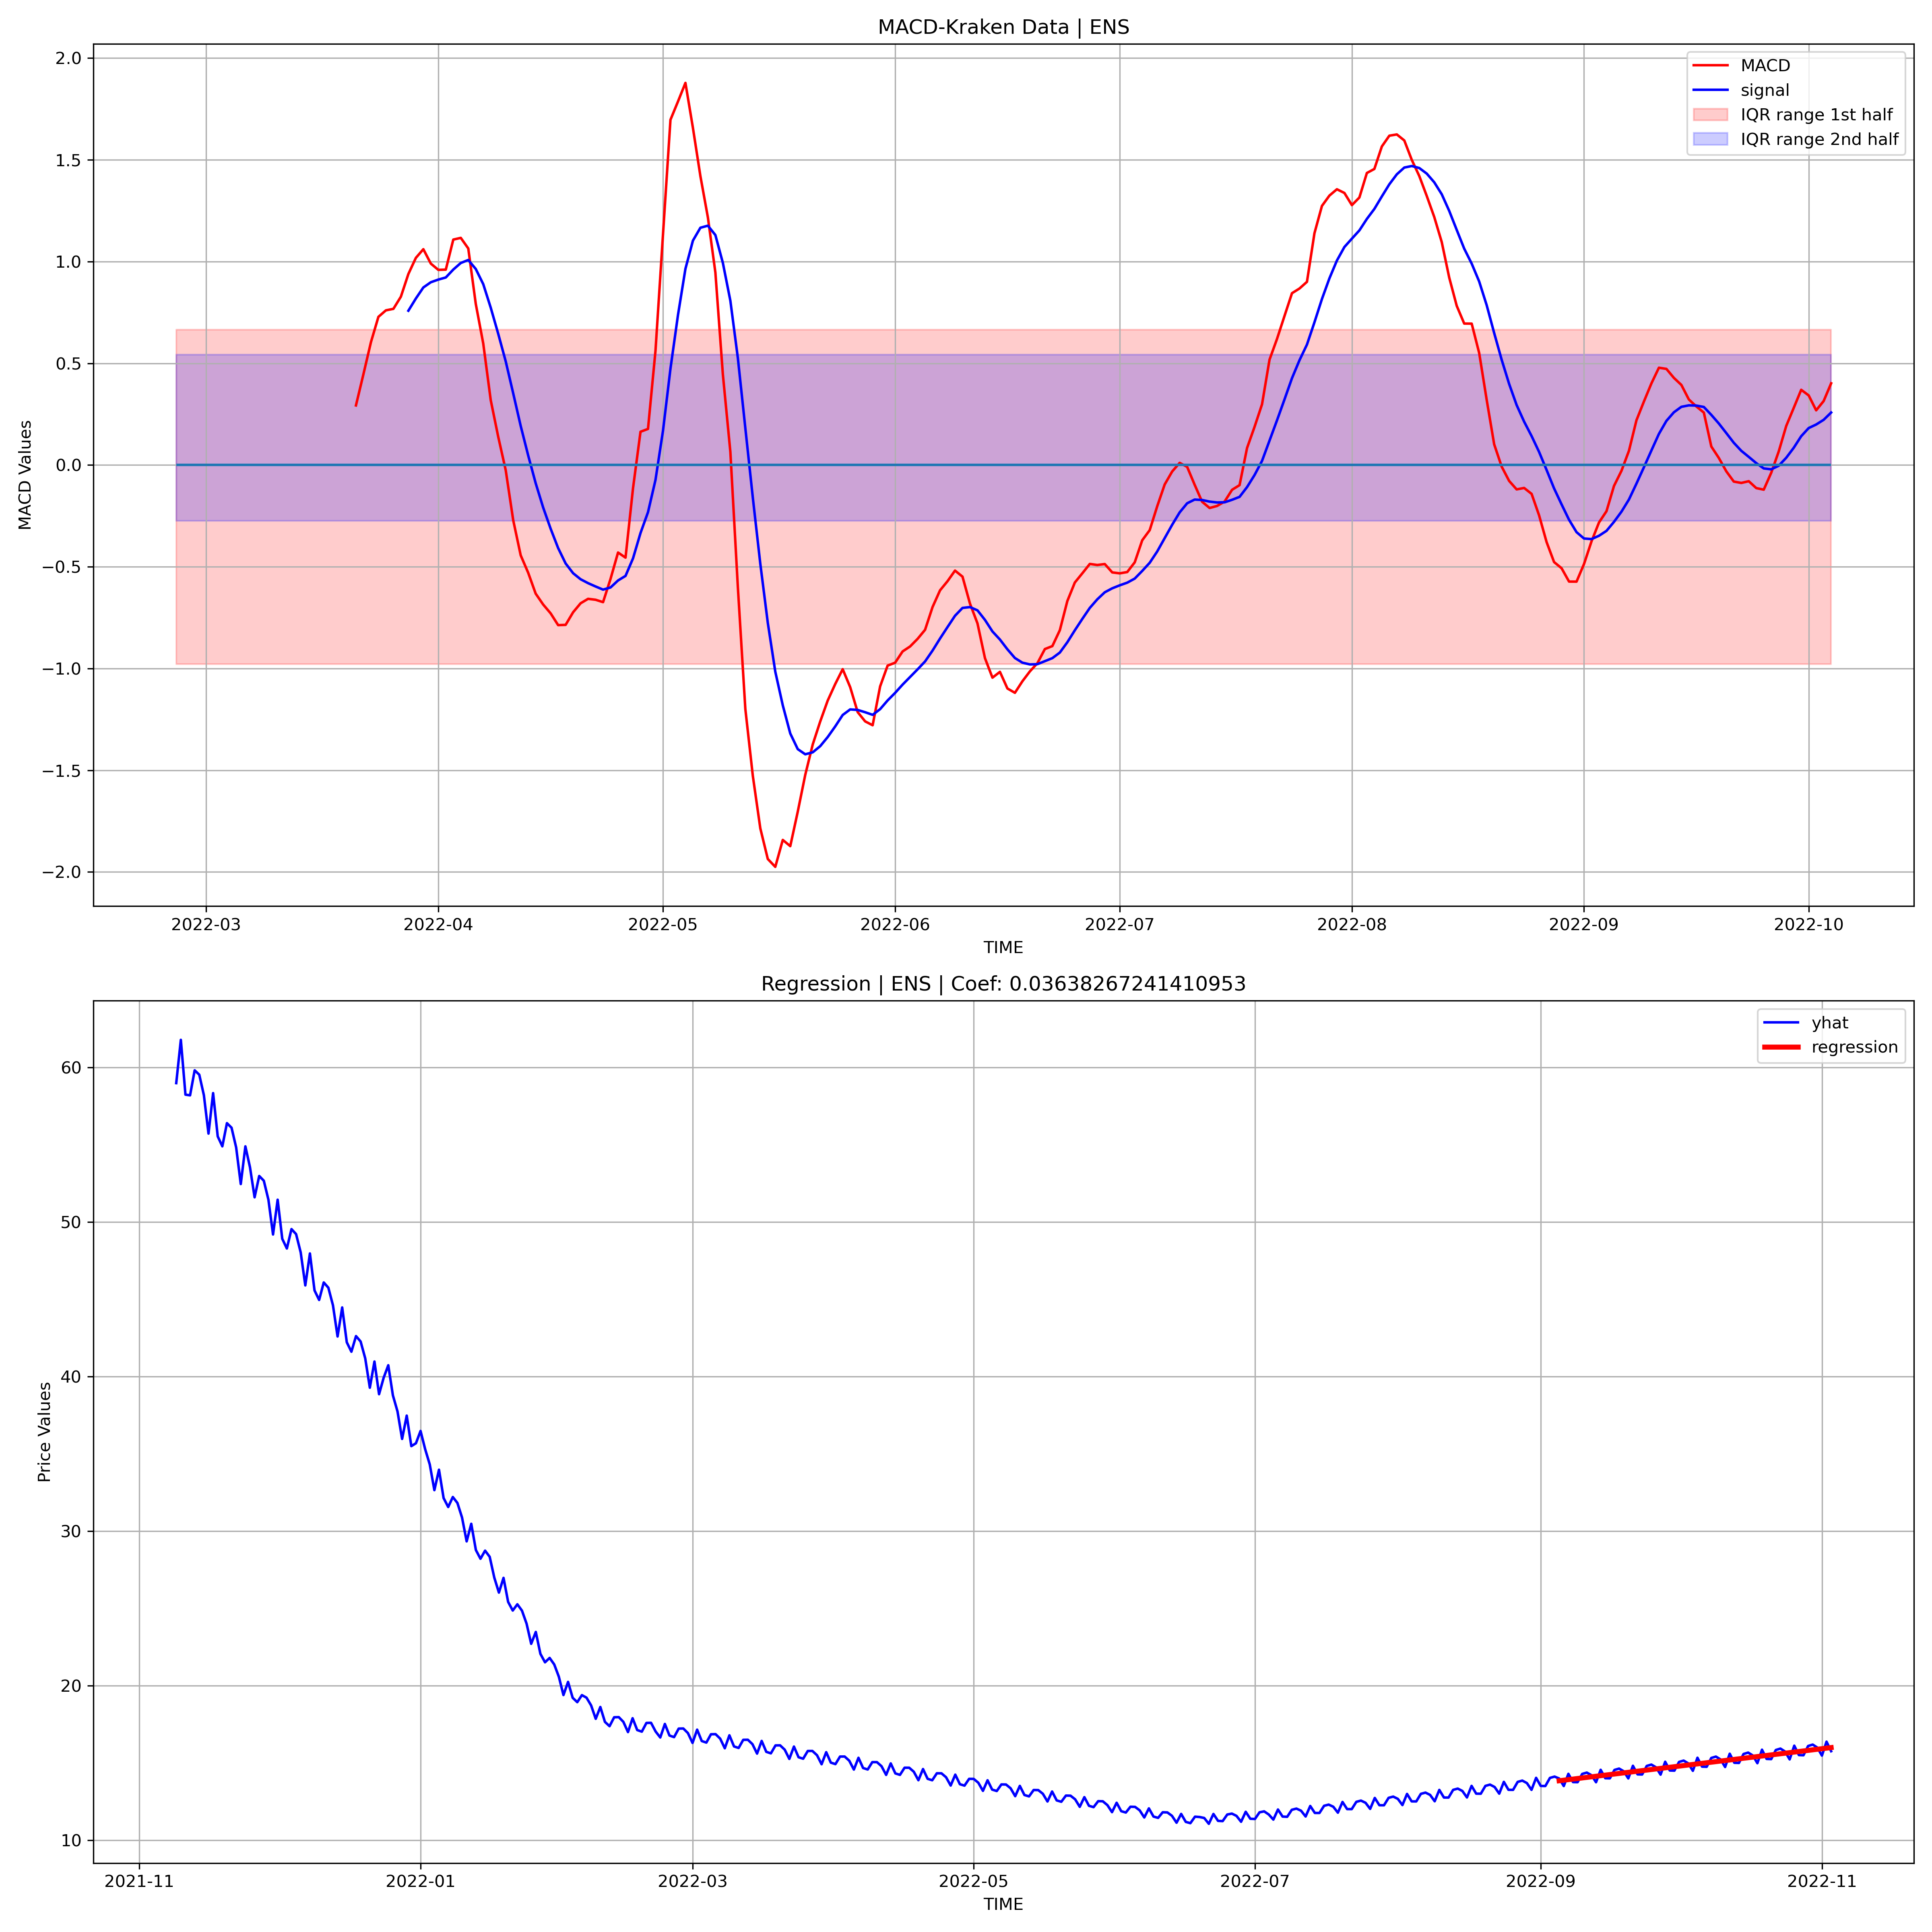 MACD-Kraken Data | ENS
MACD Values
2.0
1.5
1.0
0.5
0.0
−0.5
−1.0
−1.5
−2.0
MACD
signal
IQR range 1st half
IQR range 2nd half
2022-03 2022-04 2022-05 2022-06 2022-07 2022-08 2022-09 2022-10
TIME
Regression | ENS | Coef: 0.03638267241410953
Price Values
60
50
40
30
20
10
yhat
regression
2021-11 2022-01 2022-03 2022-05 2022-07 2022-09 2022-11
TIME